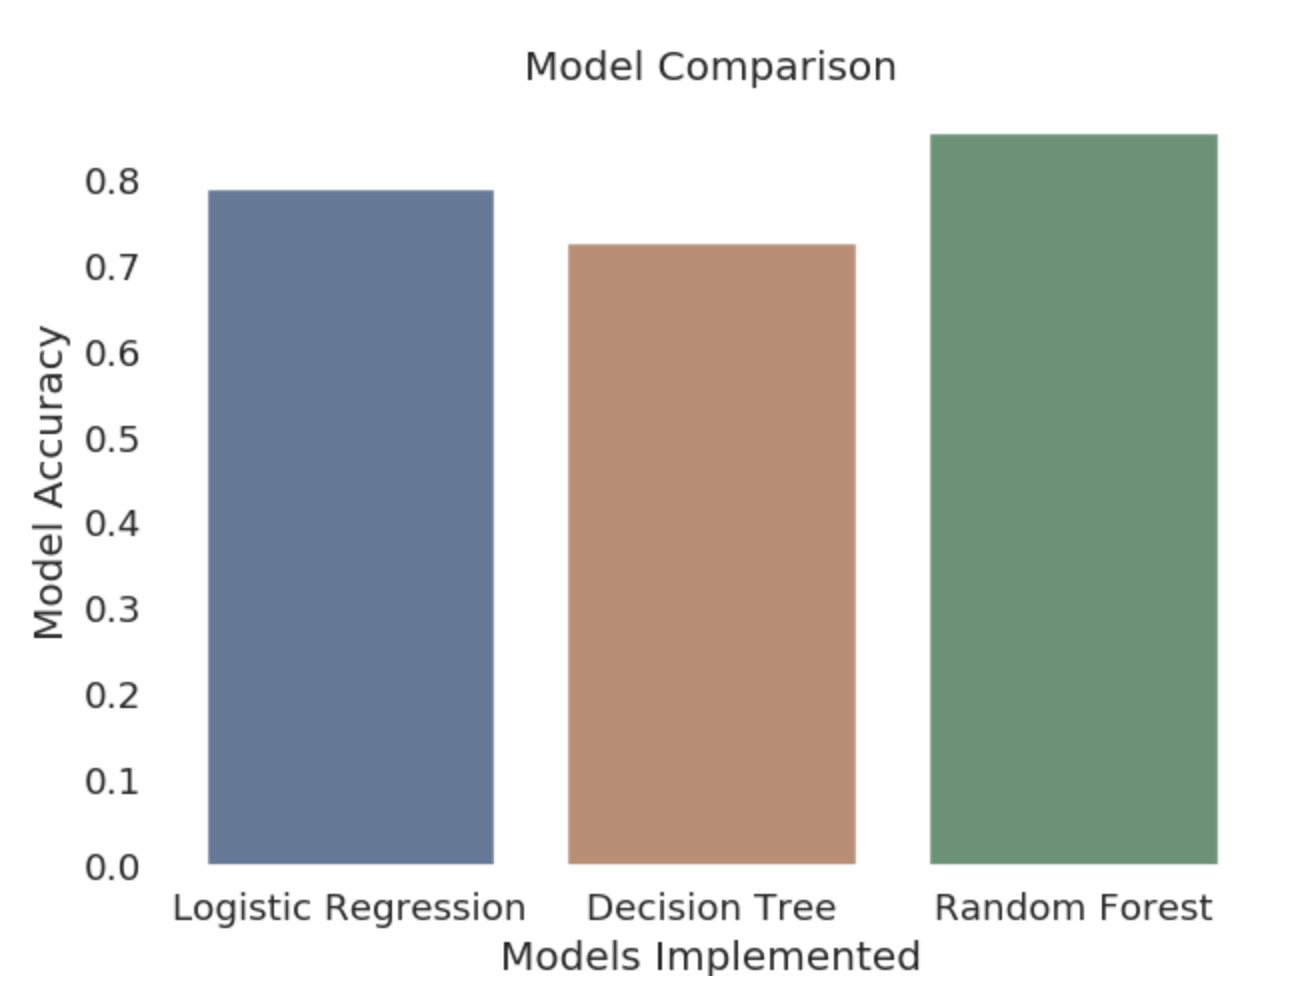 Model Comparison
Model Accuracy
0.8
0.7
0.6
0.5
0.4
0.3
0.2
0.1
0.0
Logistic Regression
Decision Tree
Random Forest
Models Implemented